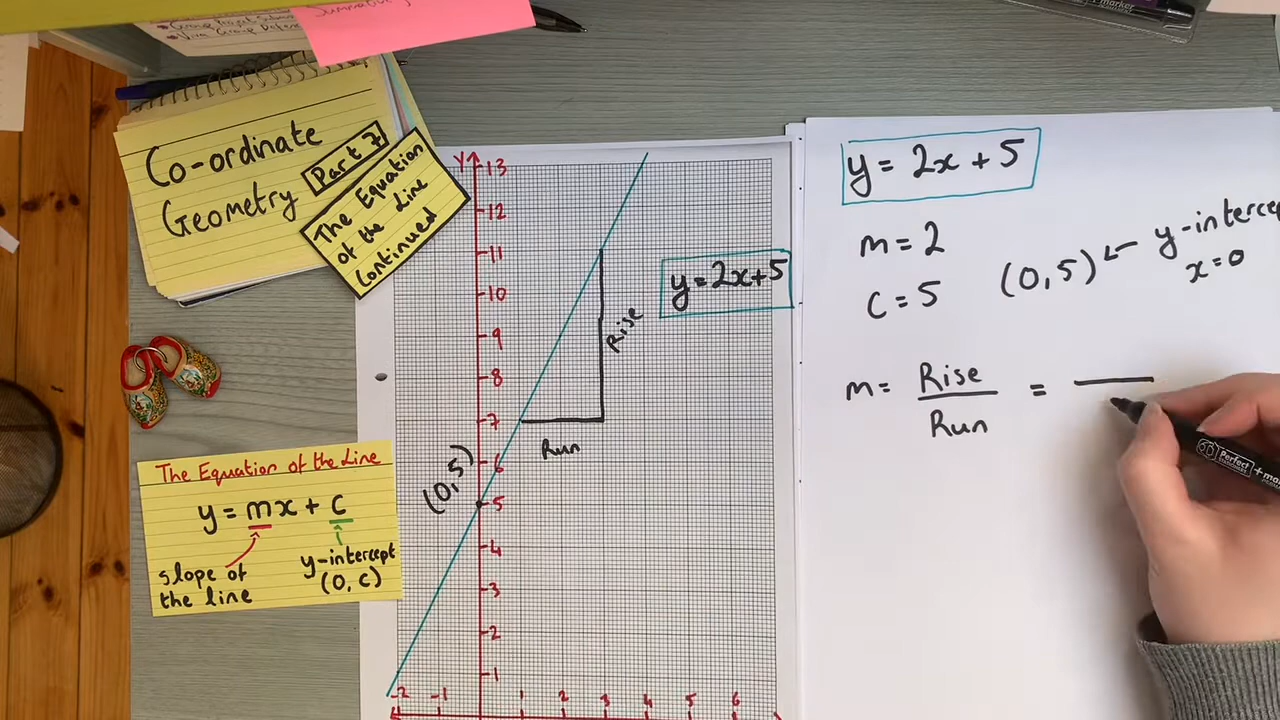 Co-ordinate
Geometry
Part 7
The Equation
of the Line
Continued
The Equation of the Line
y = mx + c
slope of
the line
y-intercept
(0, c)
Y
13
12
11
10
9
8
7
6
5
4
3
2
1
-2 -1 1 2 3 4 5 6
(0,5)
Run
Rise
y=2x+5
y = 2x + 5
m = 2
c = 5
(0,5) ← y-intercep
x=0
m = Rise
Run
=
Perfect
marker